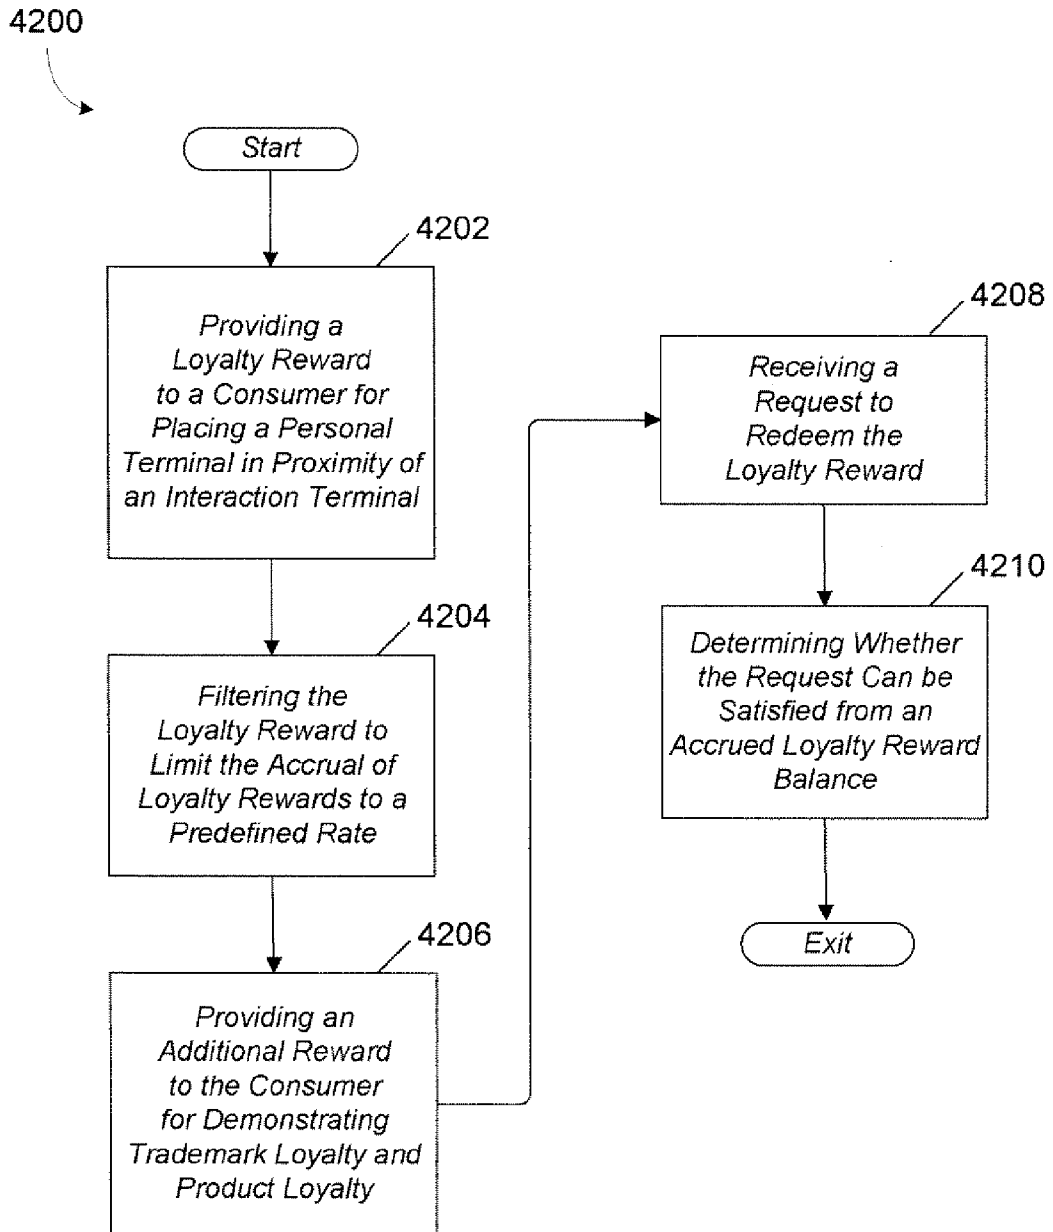 4200
Start
4202
Providing a
Loyalty Reward
to a Consumer for
Placing a Personal
Terminal in Proximity of
an Interaction Terminal
4204
Filtering the
Loyalty Reward to
Limit the Accrual of
Loyalty Rewards to a
Predefined Rate
4206
Providing an
Additional Reward
to the Consumer
for Demonstrating
Trademark Loyalty and
Product Loyalty
4208
Receiving a
Request to
Redeem the
Loyalty Reward
4210
Determining Whether
the Request Can be
Satisfied from an
Accrued Loyalty Reward
Balance
Exit